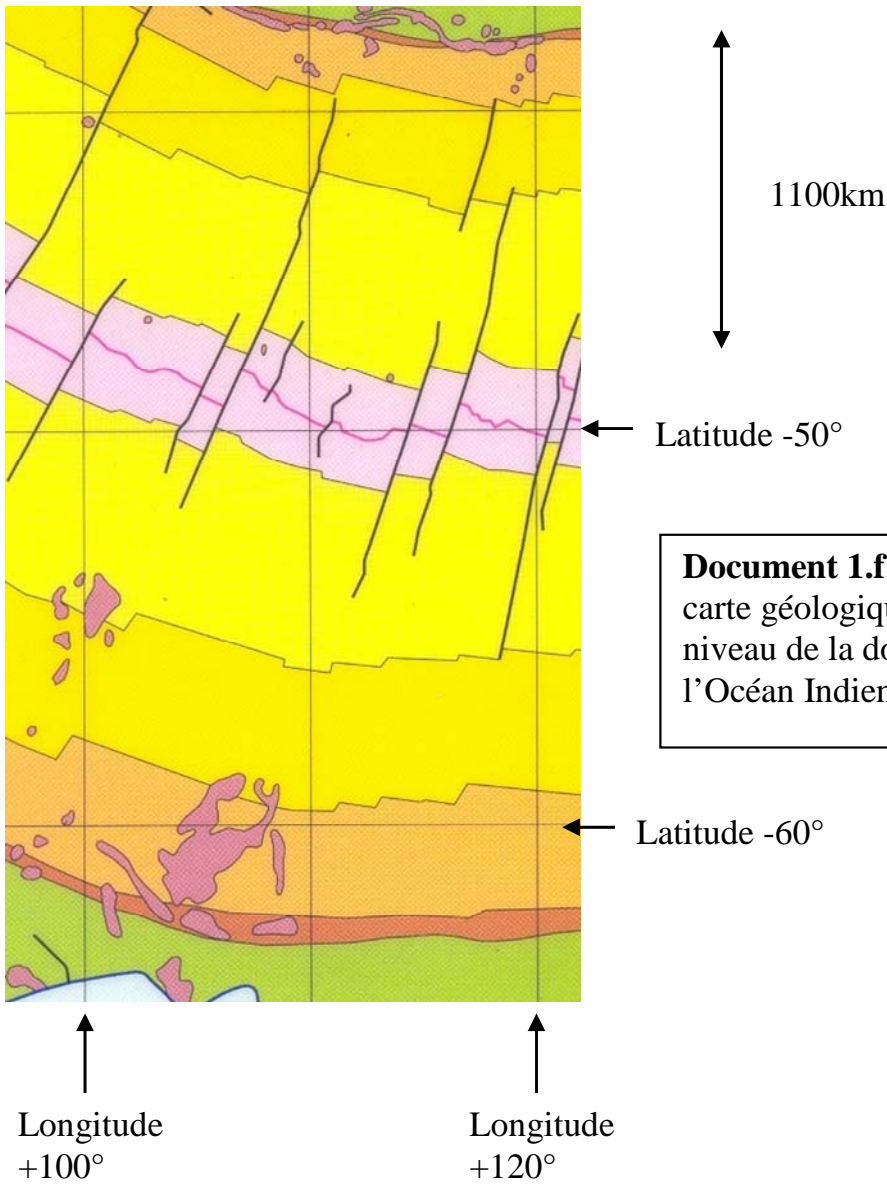 1100km
Latitude -50°
Document 1.f
carte géologiqu
niveau de la do
l’Océan Indien
Latitude -60°
Longitude
+100°
Longitude
+120°